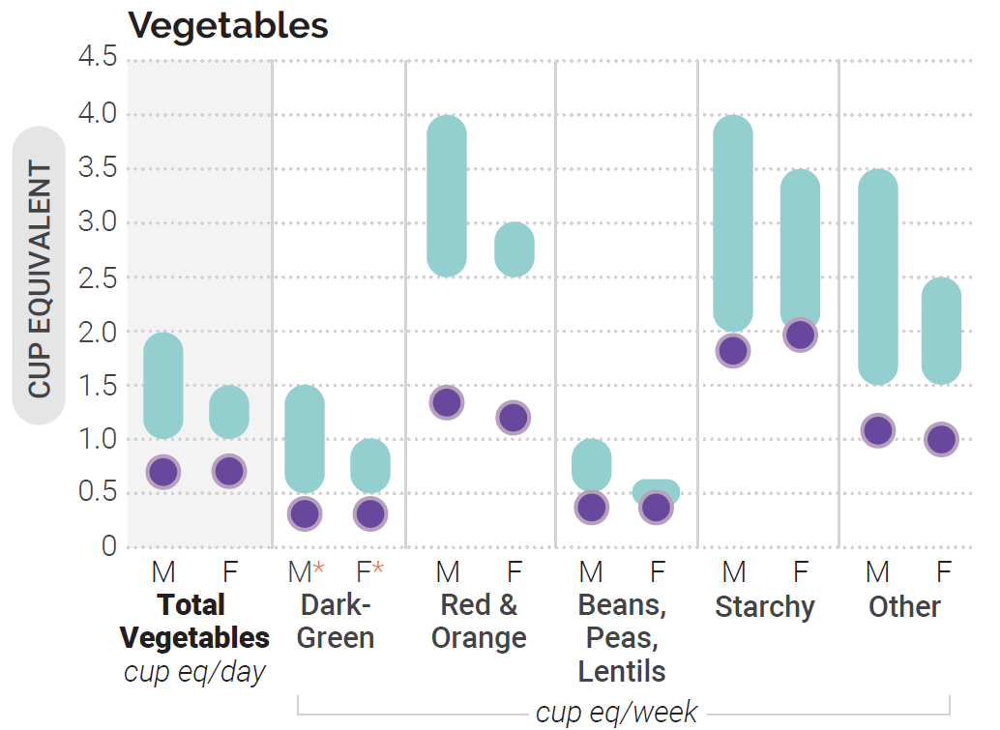 Vegetables
CUP EQUIVALENT
4.5
4.0
3.5
3.0
2.5
2.0
1.5
1.0
0.5
0
M F M* F* M F M F M F M F
Total Vegetables
cup eq/day
Dark-
Green
Red &
Orange
Beans,
Peas,
Lentils
Starchy
Other
cup eq/week